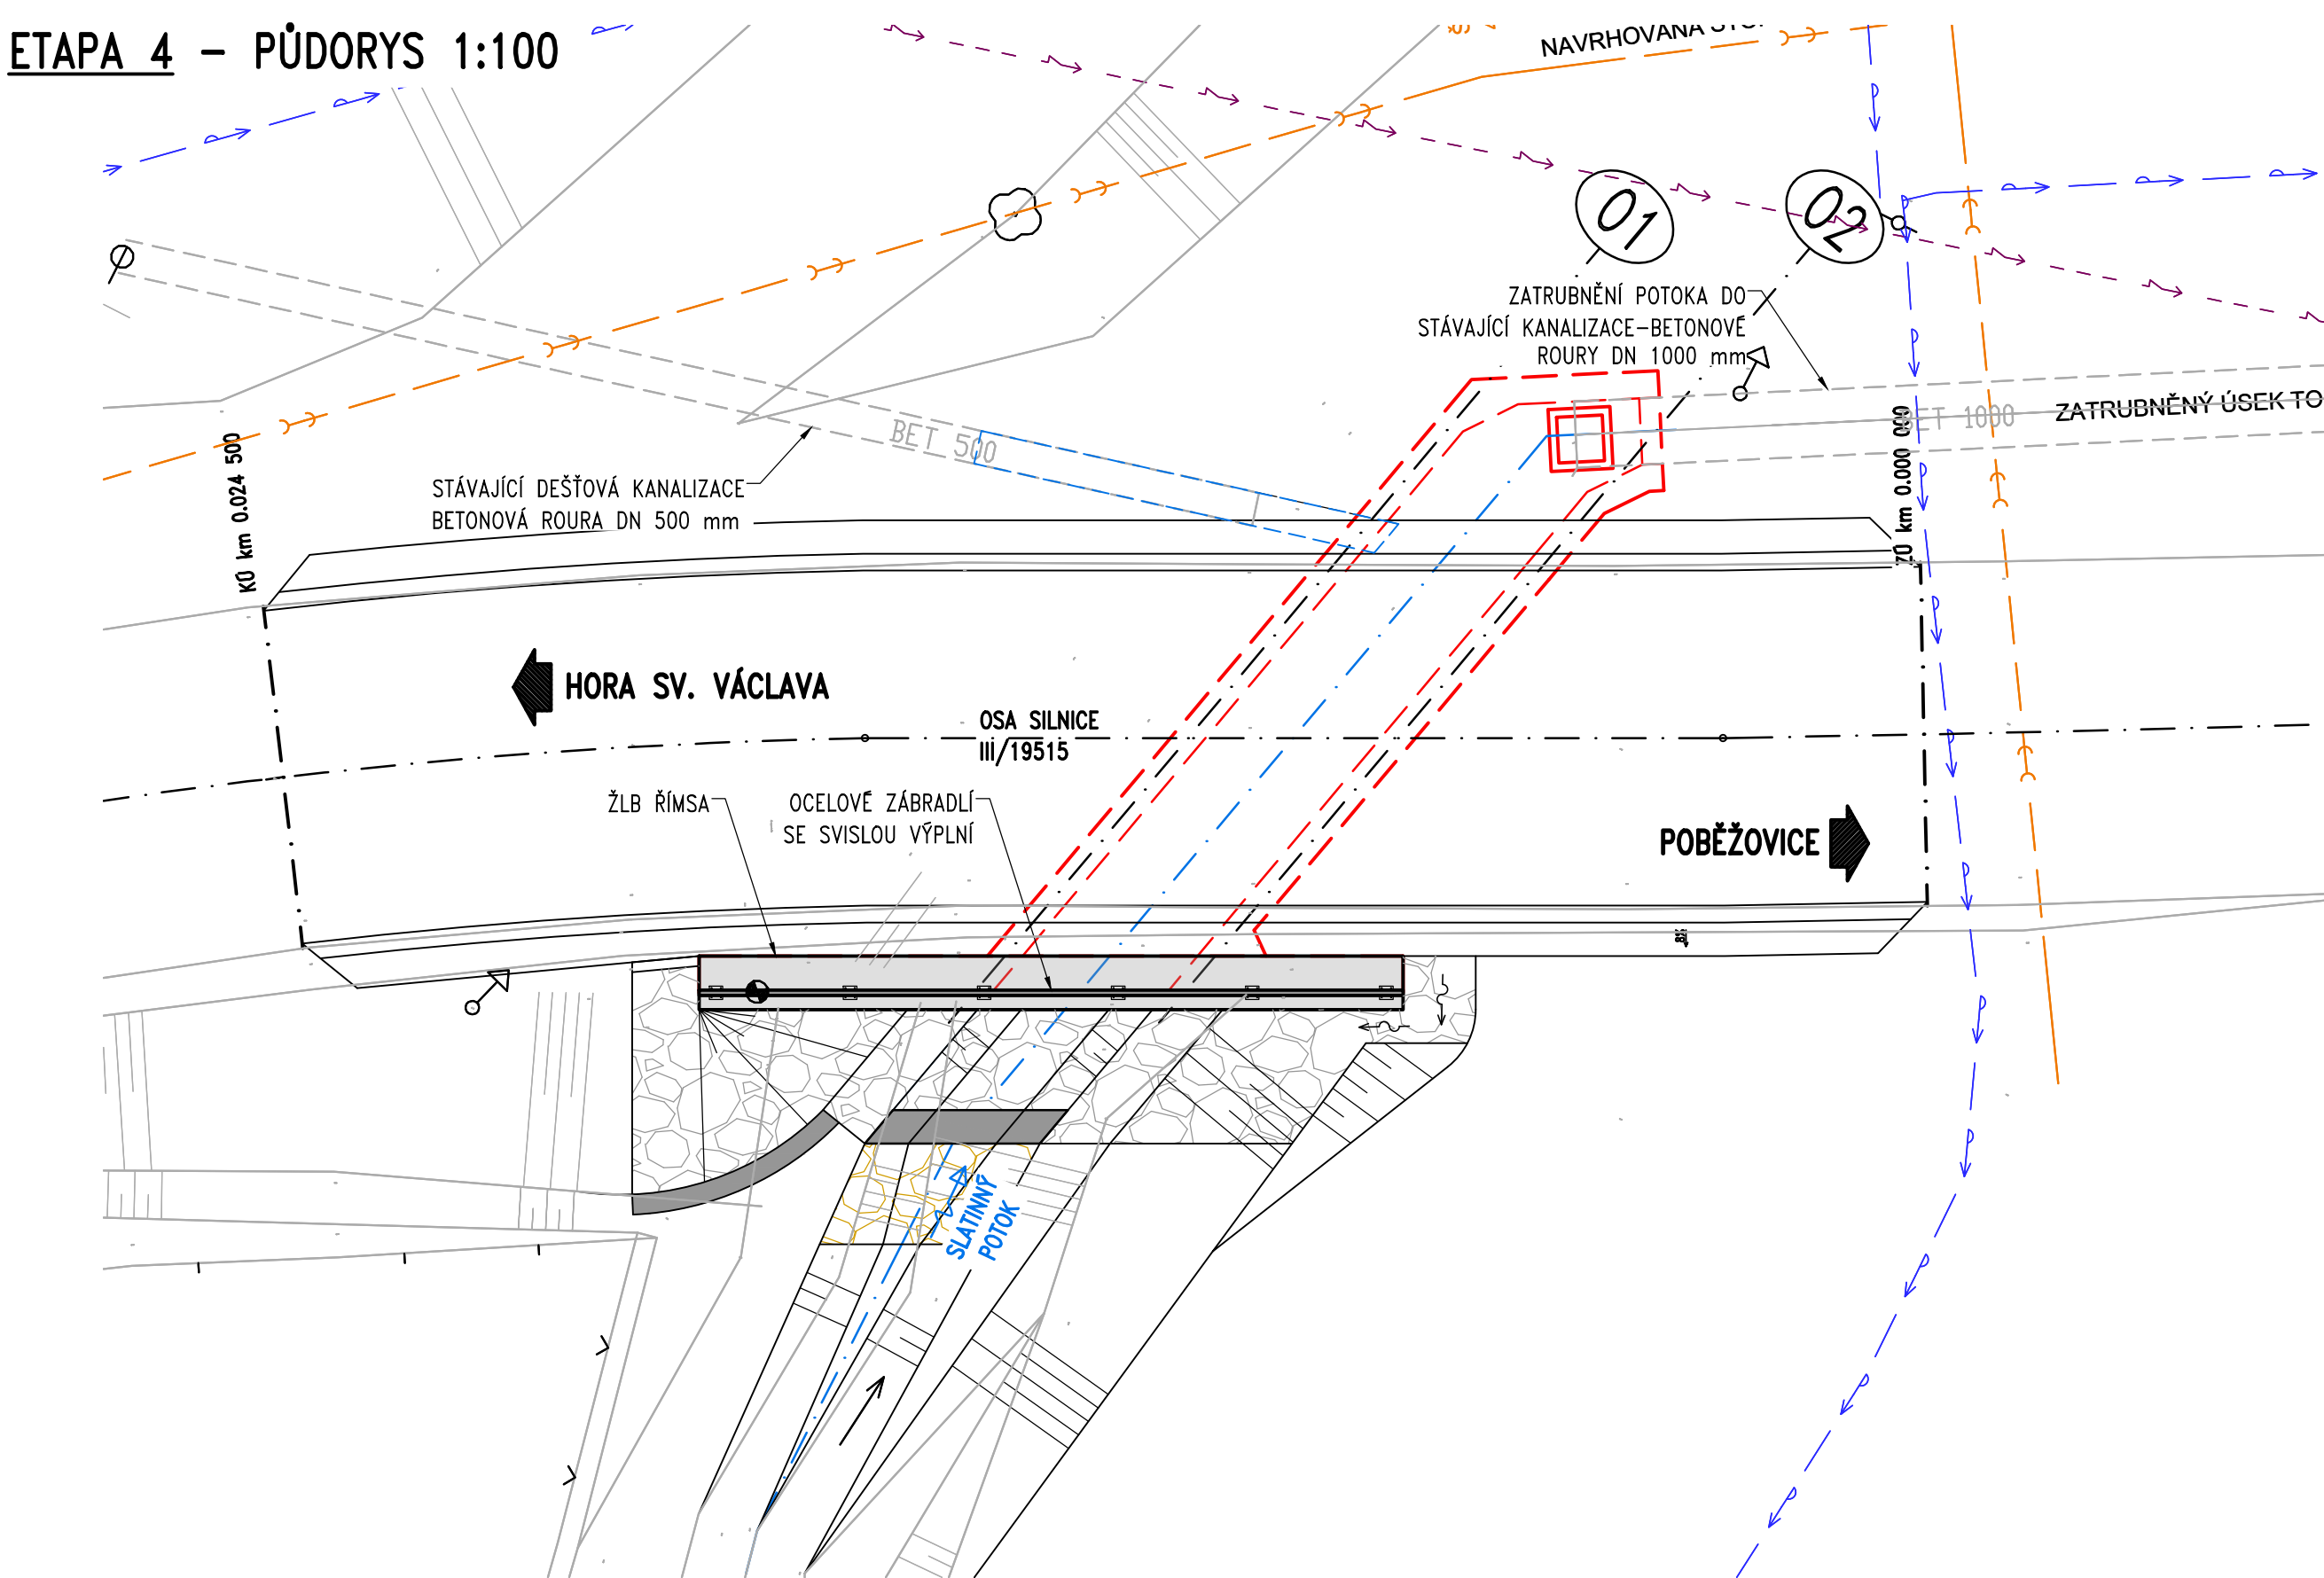 ETAPA 4 – PŮDORYS 1:100
01
02
ZATRUBNĚNÍ POTOKA DO
STÁVAJÍCÍ KANALIZACE–BETONOVÉ
ROURY DN 1000 mm
BET 1000
ZATRUBNĚNÝ ÚSEK TO
BET 500
KÚ km 0.024 500
ZÚ km 0.000 000
STÁVAJÍCÍ DEŠŤOVÁ KANALIZACE
BETONOVÁ ROURA DN 500 mm
HORA SV. VÁCLAVA
OSA SILNICE
III/19515
ŽLB ŘÍMSA
OCELOVÉ ZÁBRADLÍ
SE SVISLOU VÝPLNÍ
POBĚŽOVICE
SLATINNÝ
POTOK